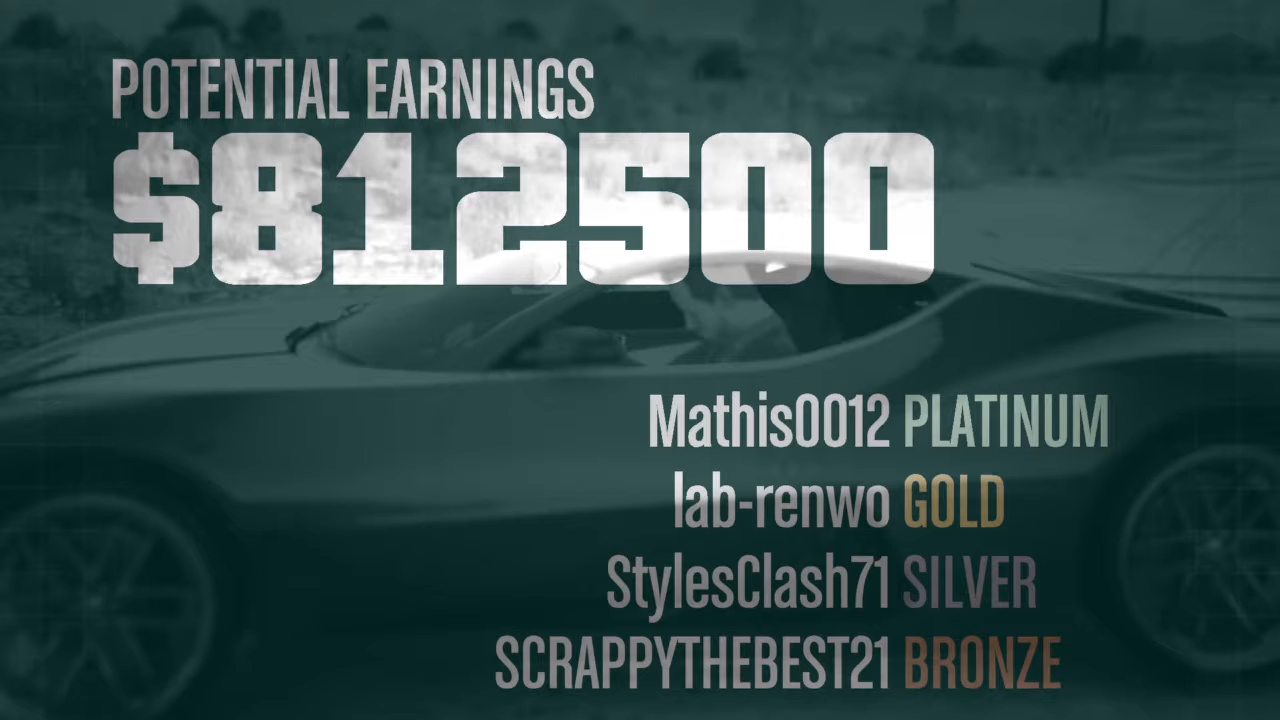 POTENTIAL EARNINGS
$812500
Mathis0012 PLATINUM
lab-renwo GOLD
StylesClash71 SILVER
SCRAPPYTHEBEST21 BRONZE